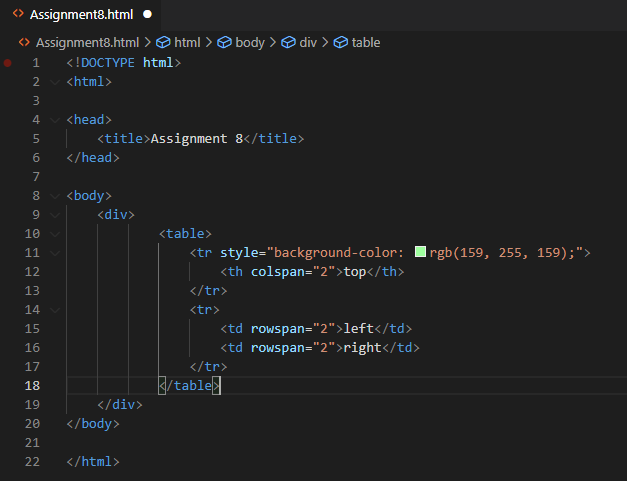 Assignment8.html
Assignment8.html > html > body > div > table
1 <!DOCTYPE html>
2 <html>
3
4 <head>
5     <title>Assignment 8</title>
6 </head>
7
8 <body>
9     <div>
10             <table>
11                 <tr style="background-color: rgb(159, 255, 159);">
12                     <th colspan="2">top</th>
13                 </tr>
14                 <tr>
15                     <td rowspan="2">left</td>
16                     <td rowspan="2">right</td>
17                 </tr>
18             </table>
19     </div>
20 </body>
21
22 </html>